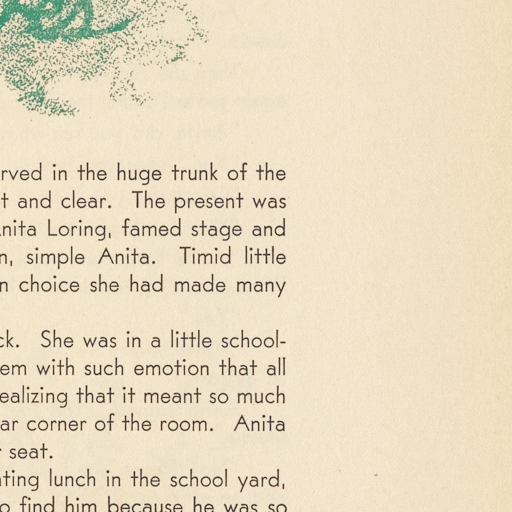 rved in the huge trunk of the
t and clear. The present was
nita Loring, famed stage and
n, simple Anita. Timid little
n choice she had made many
ck. She was in a little school-
em with such emotion that all
ealizing that it meant so much
ar corner of the room. Anita
r seat.
ating lunch in the school yard,
o find him because he was so